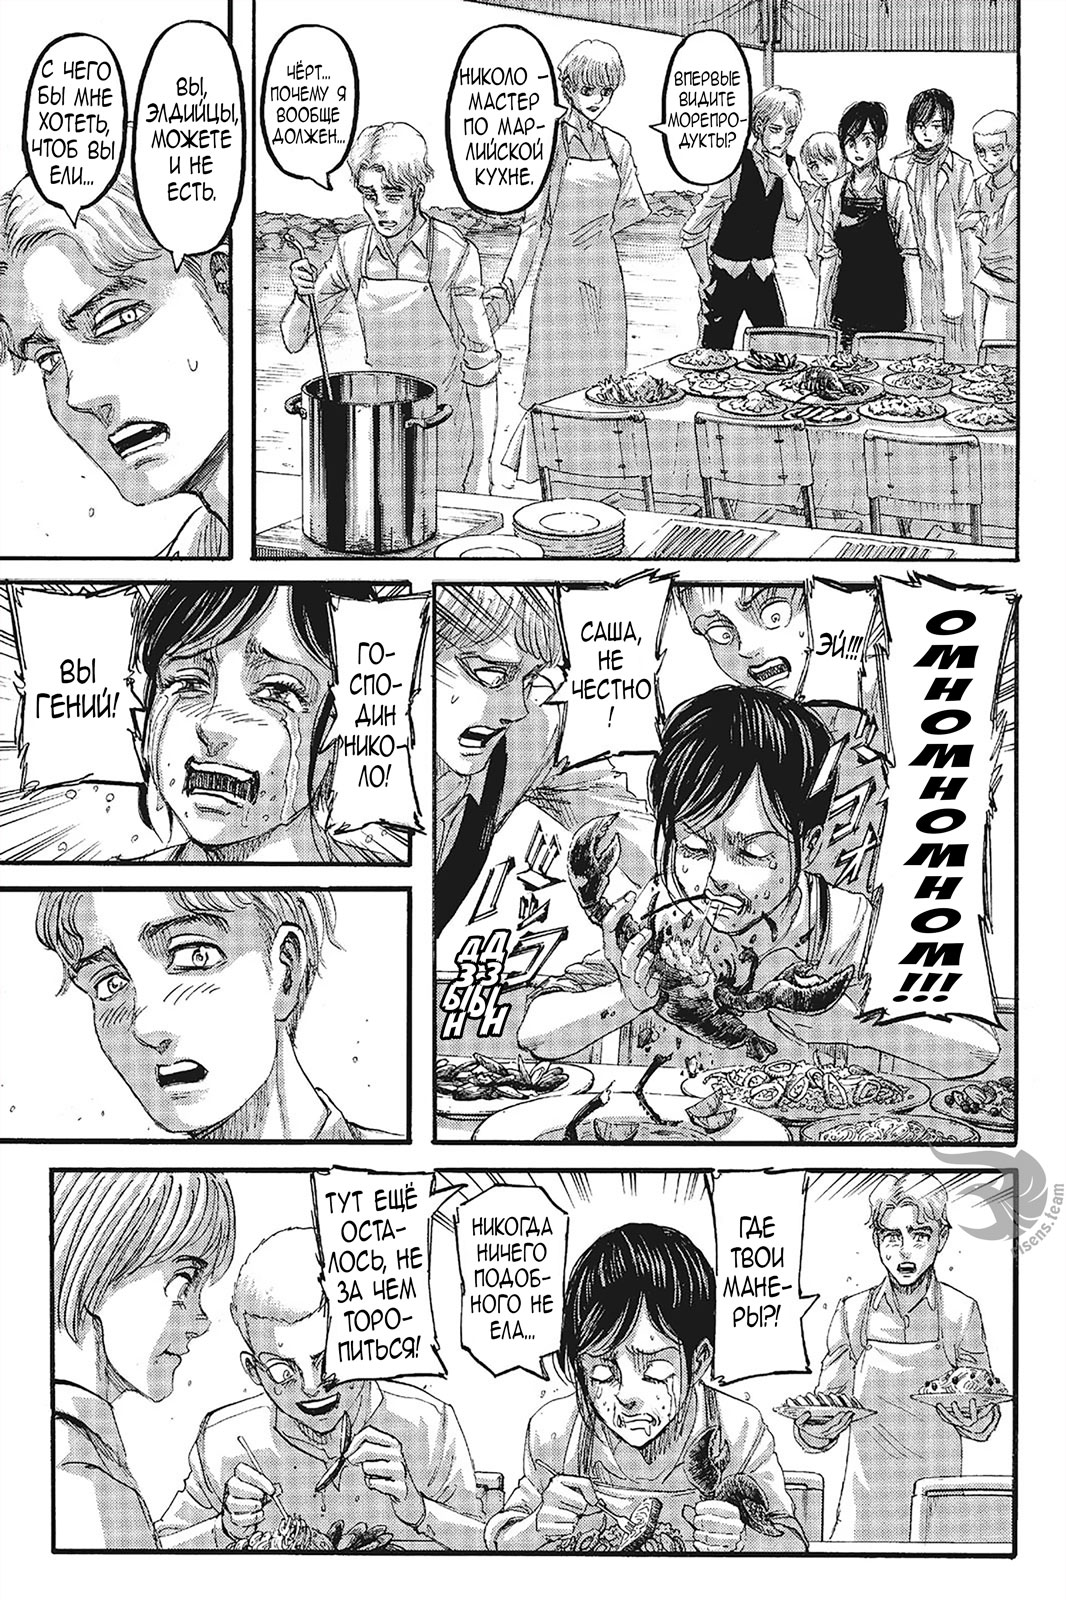 ВПЕРВЫЕ
ВИДИТЕ
МОРЕПРО-
ДУКТЫ?
НИКОЛО –
МАСТЕР
ПО МАР-
ЛИЙСКОЙ
КУХНЕ.
ЧЁРТ...
ПОЧЕМУ Я
ВООБЩЕ
ДОЛЖЕН...
ВЫ,
ЭЛДИЙЦЫ,
МОЖЕТЕ
И НЕ
ЕСТЬ.
С ЧЕГО
БЫ МНЕ
ХОТЕТЬ,
ЧТОБ ВЫ
ЕЛИ...
ОМНОМНОМНОМНОМ!!!
ЭЙ!!!
САША,
НЕ
ЧЕСТНО
!
ДЗЫН
ДЗЫН
ГО-
СПО-
ДИН
НИКО-
ЛО!
ВЫ
ГЕНИЙ!
ГДЕ
ТВОИ
МАНЕ-
РЫ?!
НИКОГДА
НИЧЕГО
ПОДОБ-
НОГО НЕ
ЕЛА...
ТУТ ЕЩЁ
ОСТА-
ЛОСЬ, НЕ
ЗА ЧЕМ
ТОРО-
ПИТЬСЯ!
risens.team